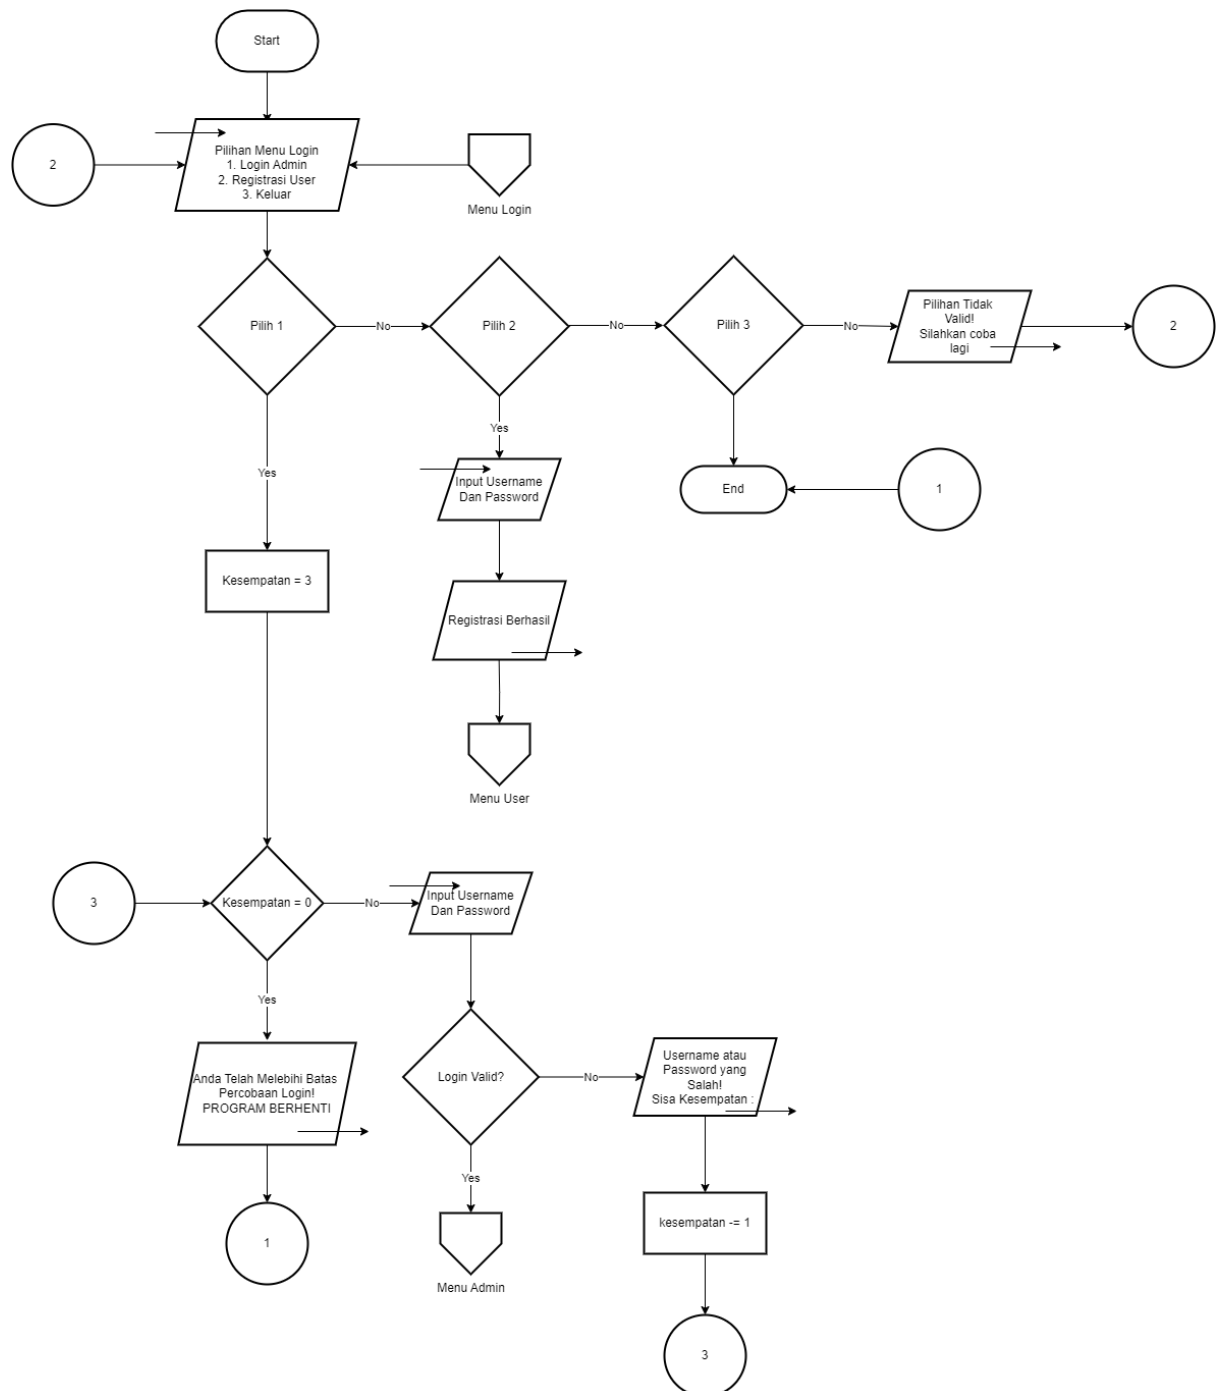 Start
2
Pilihan Menu Login
1. Login Admin
2. Registrasi User
3. Keluar
Menu Login
Pilih 1
No
Pilih 2
No
Pilih 3
No
Pilihan Tidak
Valid!
Silahkan coba
lagi
2
Yes
Yes
Input Username
Dan Password
End
1
Kesempatan = 3
Registrasi Berhasil
Menu User
3
Kesempatan = 0
No
Input Username
Dan Password
Yes
Anda Telah Melebihi Batas
Percobaan Login!
PROGRAM BERHENTI
Login Valid?
No
Username atau
Password yang
Salah!
Sisa Kesempatan :
Yes
1
Menu Admin
kesempatan -= 1
3